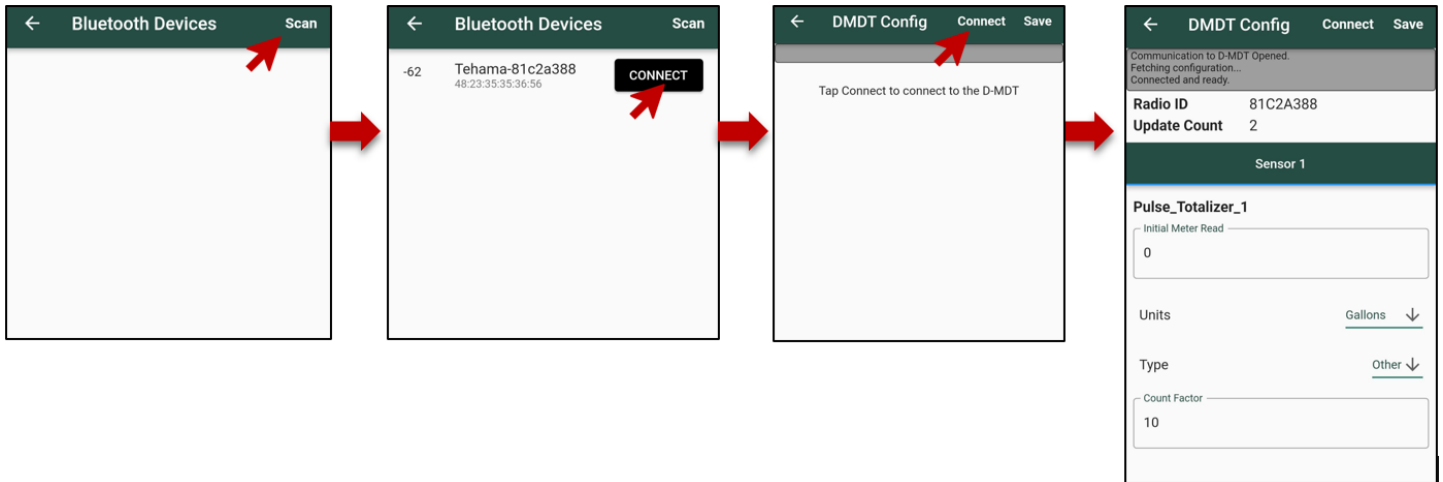 Bluetooth Devices Scan
Bluetooth Devices Scan
-62 Tehama-81c2a388 CONNECT
48:23:35:35:36:56
DMDT Config Connect Save
Tap Connect to connect to the D-MDT
DMDT Config Connect Save
Communication to D-MDT Opened.
Fetching configuration...
Connected and ready.
Radio ID 81C2A388
Update Count 2
Sensor 1
Pulse_Totalizer_1
Initial Meter Read
0
Units Gallons
Type Other
Count Factor
10